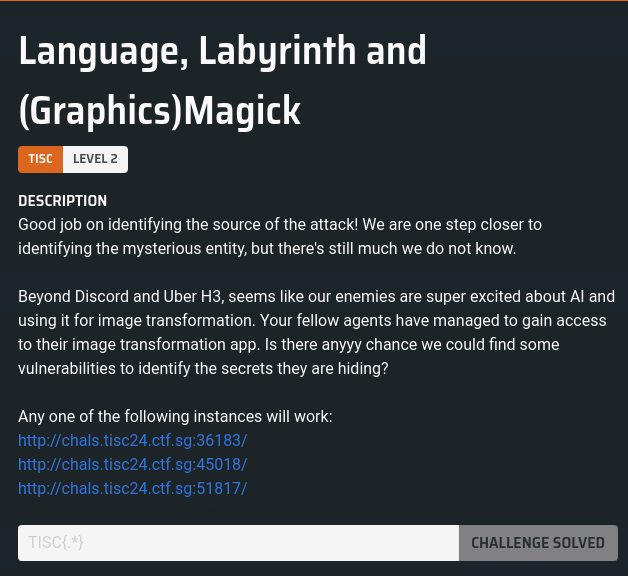 Language, Labyrinth and
(Graphics)Magick
TISC LEVEL 2
DESCRIPTION
Good job on identifying the source of the attack! We are one step closer to
identifying the mysterious entity, but there's still much we do not know.
Beyond Discord and Uber H3, seems like our enemies are super excited about AI and
using it for image transformation. Your fellow agents have managed to gain access
to their image transformation app. Is there anyyy chance we could find some
vulnerabilities to identify the secrets they are hiding?
Any one of the following instances will work:
http://chals.tisc24.ctf.sg:36183/
http://chals.tisc24.ctf.sg:45018/
http://chals.tisc24.ctf.sg:51817/
TISC{.*} CHALLENGE SOLVED